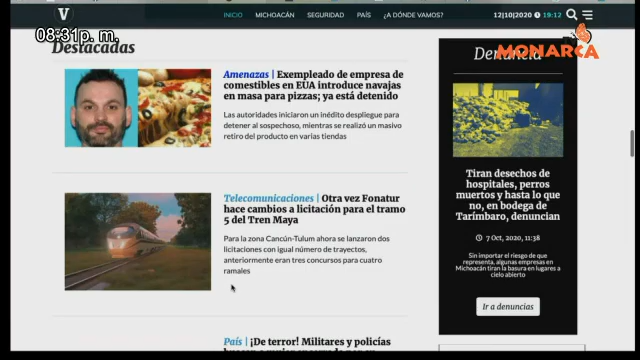 V
INICIO MICHOACÁN SEGURIDAD PAÍS ¿A DÓNDE VAMOS? 12|10|2020 19:12
08:31p. m.
MONARCA
Destacadas
Amenazas | Exempleado de empresa de
comestibles en EUA introduce navajas
en masa para pizzas; ya está detenido
Las autoridades iniciaron un inédito despliegue para
detener al sospechoso, mientras se realizó un masivo
retiro del producto en varias tiendas
Telecomunicaciones | Otra vez Fonatur
hace cambios a licitación para el tramo
5 del Tren Maya
Para la zona Cancún-Tulum ahora se lanzaron dos
licitaciones con igual número de trayectos,
anteriormente eran tres concursos para cuatro
ramales
País | ¡De terror! Militares y policías
Denuncia
Tiran desechos de
hospitales, perros
muertos y hasta lo que
no, en bodega de
Tarímbaro, denuncian
7 Oct, 2020, 11:38
Sin importar el riesgo de que
representa, algunas empresas en
Michoacán tiran la basura en lugares a
cielo abierto
Ir a denuncias